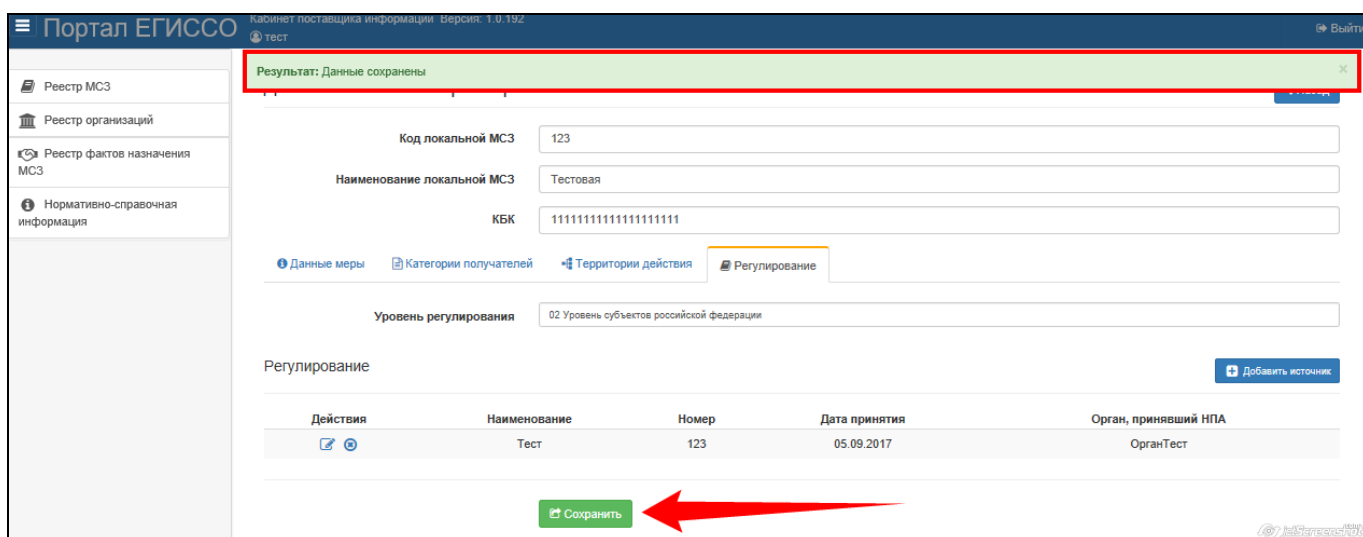 Портал ЕГИССО
Кабинет поставщика информации Версия: 1.0.192
тест
Выйти
Результат: Данные сохранены
×
Реестр МСЗ
Реестр организаций
Реестр фактов назначения
МСЗ
Нормативно-справочная
информация
Код локальной МСЗ 123
Наименование локальной МСЗ Тестовая
КБК 11111111111111111111
Данные меры Категории получателей Территории действия Регулирование
Уровень регулирования 02 Уровень субъектов российской федерации
Регулирование
Добавить источник
Действия Наименование Номер Дата принятия Орган, принявший НПА
Тест 123 05.09.2017 ОрганТест
Сохранить
jetScreenshot